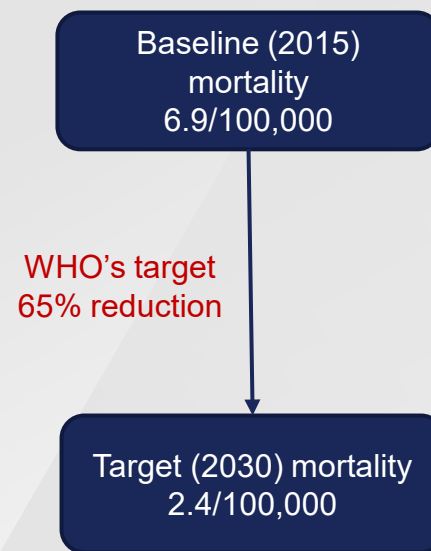 Baseline (2015)
mortality
6.9/100,000
WHO’s target
65% reduction
Target (2030) mortality
2.4/100,000